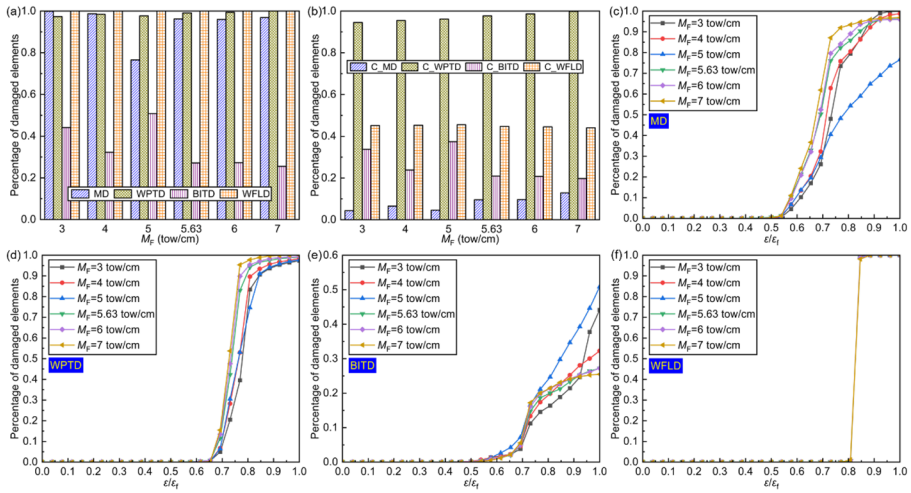 (a)
Percentage of damaged elements
1.0
0.8
0.6
0.4
0.2
0.0
MD WPTD BITD WFLD
3 4 5 5.63 6 7
M_F (tow/cm)
(b)
Percentage of damaged elements
1.0
0.8
0.6
0.4
0.2
0.0
C_MD C_WPTD C_BITD C_WFLD
3 4 5 5.63 6 7
M_F (tow/cm)
(c)
Percentage of damaged elements
1.0
0.9
0.8
0.7
0.6
0.5
0.4
0.3
0.2
0.1
0.0
M_F=3 tow/cm
M_F=4 tow/cm
M_F=5 tow/cm
M_F=5.63 tow/cm
M_F=6 tow/cm
M_F=7 tow/cm
MD
0.0 0.1 0.2 0.3 0.4 0.5 0.6 0.7 0.8 0.9 1.0
ε/ε_f
(d)
Percentage of damaged elements
1.0
0.9
0.8
0.7
0.6
0.5
0.4
0.3
0.2
0.1
0.0
M_F=3 tow/cm
M_F=4 tow/cm
M_F=5 tow/cm
M_F=5.63 tow/cm
M_F=6 tow/cm
M_F=7 tow/cm
WPTD
0.0 0.1 0.2 0.3 0.4 0.5 0.6 0.7 0.8 0.9 1.0
ε/ε_f
(e)
Percentage of damaged elements
0.6
0.5
0.4
0.3
0.2
0.1
0.0
M_F=3 tow/cm
M_F=4 tow/cm
M_F=5 tow/cm
M_F=5.63 tow/cm
M_F=6 tow/cm
M_F=7 tow/cm
BITD
0.0 0.1 0.2 0.3 0.4 0.5 0.6 0.7 0.8 0.9 1.0
ε/ε_f
(f)
Percentage of damaged elements
1.0
0.9
0.8
0.7
0.6
0.5
0.4
0.3
0.2
0.1
0.0
M_F=3 tow/cm
M_F=4 tow/cm
M_F=5 tow/cm
M_F=5.63 tow/cm
M_F=6 tow/cm
M_F=7 tow/cm
WFLD
0.0 0.1 0.2 0.3 0.4 0.5 0.6 0.7 0.8 0.9 1.0
ε/ε_f